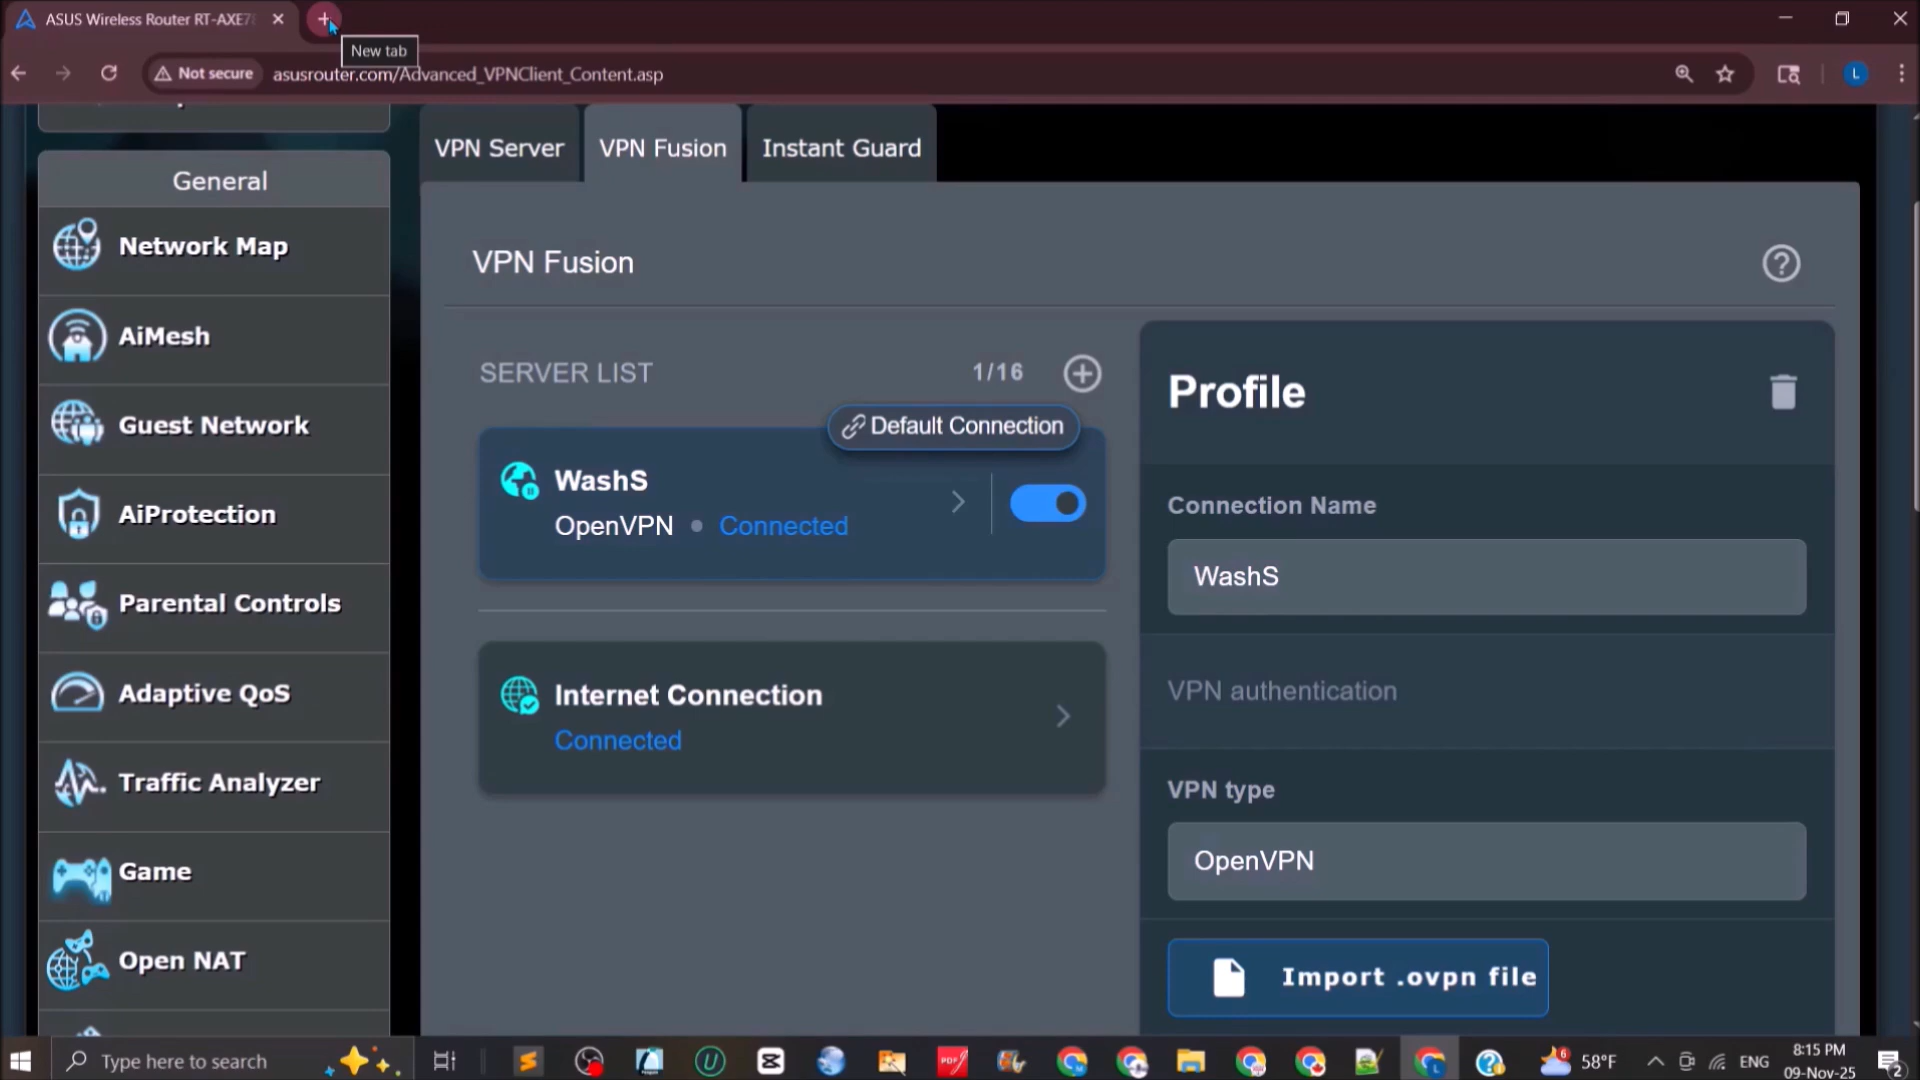 ASUS Wireless Router RT-AXE78
New tab
Not secure
asusrouter.com/Advanced_VPNClient_Content.asp
L
VPN Server
VPN Fusion
Instant Guard
General
Network Map
AiMesh
Guest Network
AiProtection
Parental Controls
Adaptive QoS
Traffic Analyzer
Game
Open NAT
VPN Fusion
SERVER LIST
1/16
Default Connection
WashS
OpenVPN • Connected
Internet Connection
Connected
Profile
Connection Name
WashS
VPN authentication
VPN type
OpenVPN
Import .ovpn file
Type here to search
58°F
ENG
8:15 PM
09-Nov-25
2